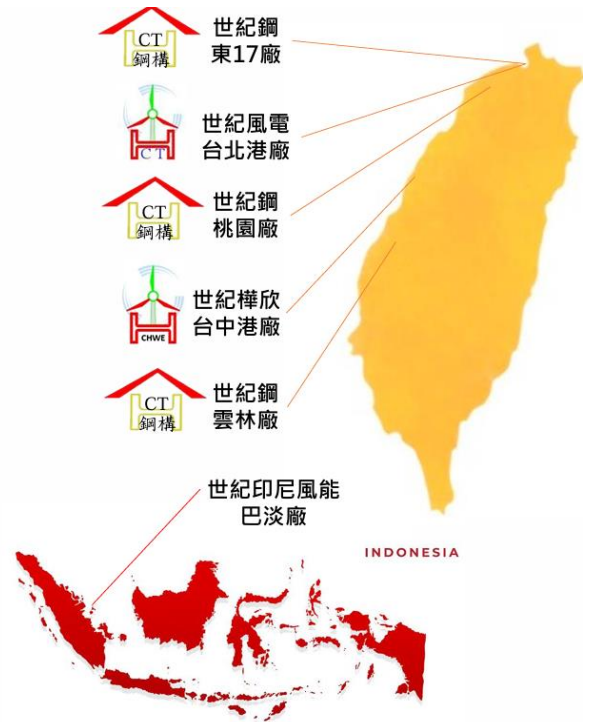 CT
鋼構
世紀鋼
東17廠
CT
世紀風電
台北港廠
CT
鋼構
世紀鋼
桃園廠
CHWE
世紀樺欣
台中港廠
CT
鋼構
世紀鋼
雲林廠
世紀印尼風能
巴淡廠
INDONESIA